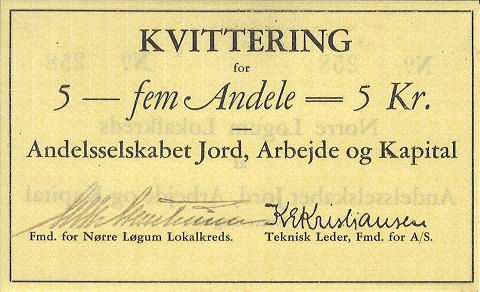 KVITTERING
for
5 — fem Andele = 5 Kr.
Andelsselskabet Jord, Arbejde og Kapital
K E Kristiansen
Fmd. for Nørre Løgum Lokalkreds.
Teknisk Leder, Fmd. for A/S.